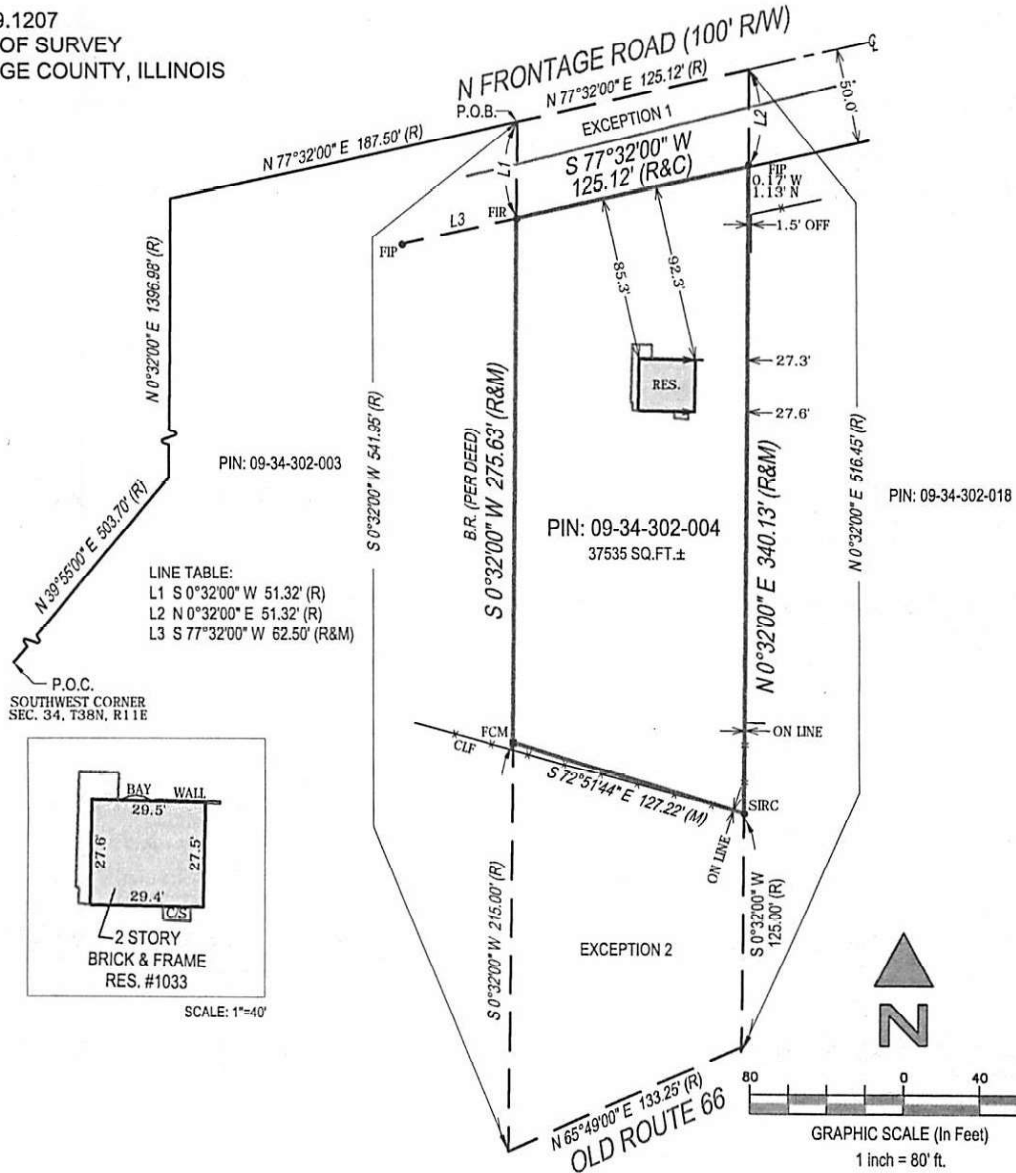 9.1207
OF SURVEY
GE COUNTY, ILLINOIS
N FRONTAGE ROAD (100' R/W)
N 77°32'00" E 125.12' (R)
P.O.B.
EXCEPTION 1
50.0'
N 77°32'00" E 187.50' (R)
L1
L2
S 77°32'00" W
125.12' (R&C)
FIP
0.17' W
1.13' N
1.5' OFF
FIR
L3
FIP
85.3'
92.3'
N 0°32'00" E 1396.98' (R)
S 0°32'00" W 541.95' (R)
B.R. (PER DEED)
S 0°32'00" W 275.63' (R&M)
RES.
27.3'
27.6'
N 0°32'00" E 340.13' (R&M)
N 0°32'00" E 516.45' (R)
PIN: 09-34-302-003
PIN: 09-34-302-018
PIN: 09-34-302-004
37535 SQ.FT.±
N 39°55'00" E 503.70' (R)
LINE TABLE:
L1 S 0°32'00" W 51.32' (R)
L2 N 0°32'00" E 51.32' (R)
L3 S 77°32'00" W 62.50' (R&M)
P.O.C.
SOUTHWEST CORNER
SEC. 34, T38N, R11E
FCM
CLF
S 72°51'44" E 127.22' (M)
ON LINE
SIRC
ON LINE
S 0°32'00" W 215.00' (R)
S 0°32'00" W
125.00' (R)
EXCEPTION 2
N 65°49'00" E 133.25' (R)
OLD ROUTE 66
BAY WALL
29.5'
27.6'
27.5'
29.4'
C/S
2 STORY
BRICK & FRAME
RES. #1033
SCALE: 1"=40'
N
80 0 40
GRAPHIC SCALE (In Feet)
1 inch = 80' ft.